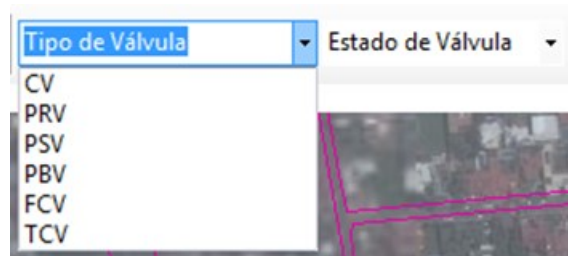 Tipo de Válvula Estado de Válvula
CV
PRV
PSV
PBV
FCV
TCV